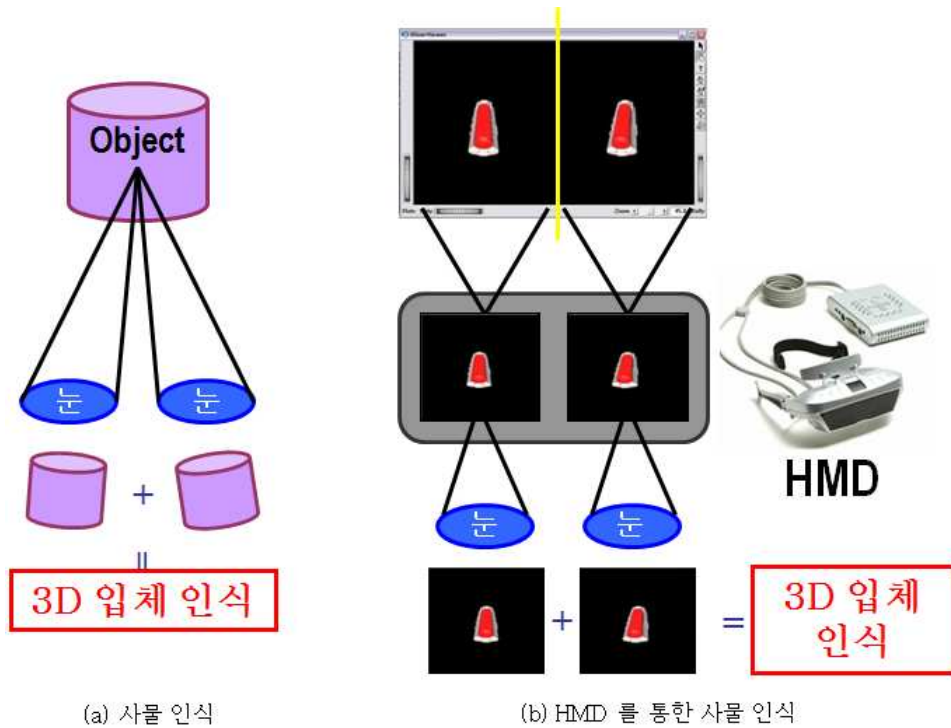 Object
눈
눈
+
=
3D 입체 인식
(a) 사물 인식
HMD
눈
눈
+
=
3D 입체
인식
(b) HMD 를 통한 사물 인식